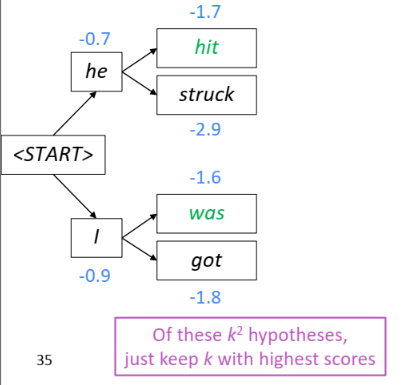 -1.7
-0.7
hit
he
struck
-2.9
<START>
-1.6
was
I
got
-0.9
-1.8
Of these k² hypotheses,
just keep k with highest scores
35